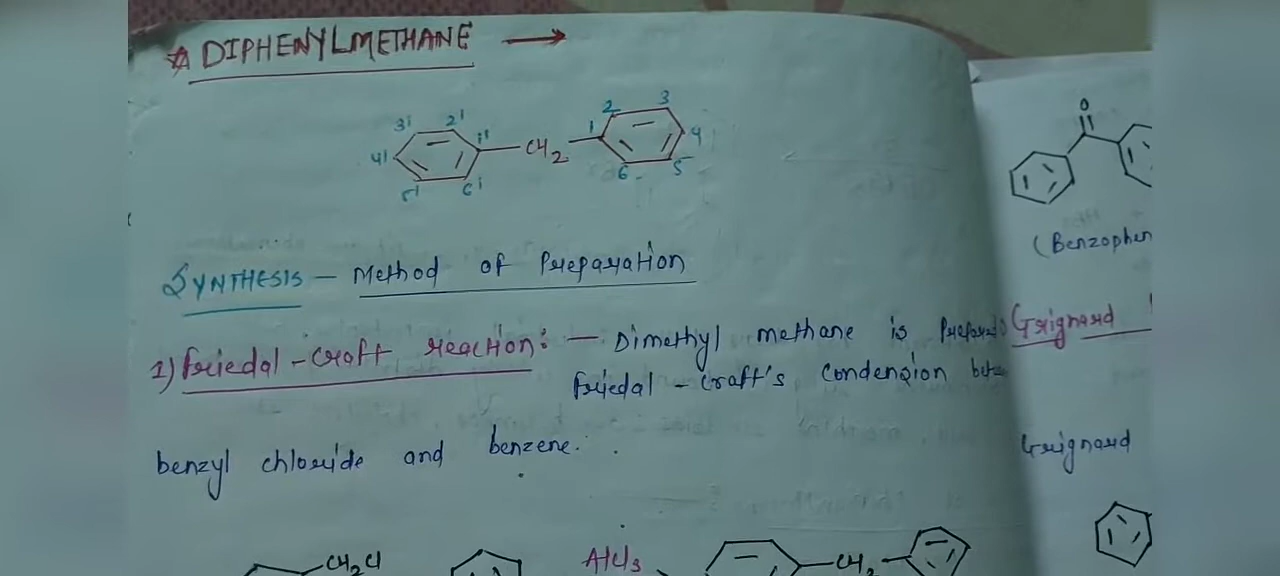 DIPHENYLMETHANE →
3' 2' 1' 4' 5' 6' CH2 1 2 3 4 5 6
SYNTHESIS - Method of Preparation
1) Friedal - Craft reaction: - Dimethyl methane is Prepared
Friedal - Craft's Condension
benzyl chloride and benzene.
CH2Cl AlCl3 CH2
O
(Benzophen
Grignard
Grignard